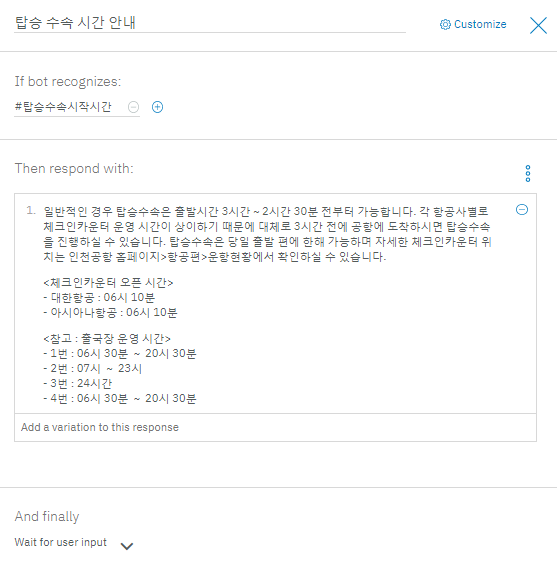 탑승 수속 시간 안내
Customize
If bot recognizes:
#탑승수속시작시간
Then respond with:
1. 일반적인 경우 탑승수속은 출발시간 3시간 ~ 2시간 30분 전부터 가능합니다. 각 항공사별로
체크인카운터 운영 시간이 상이하기 때문에 대체로 3시간 전에 공항에 도착하시면 탑승수속
을 진행하실 수 있습니다. 탑승수속은 당일 출발 편에 한해 가능하며 자세한 체크인카운터 위
치는 인천공항 홈페이지>항공편>운항현황에서 확인하실 수 있습니다.
<체크인카운터 오픈 시간>
- 대한항공 : 06시 10분
- 아시아나항공 : 06시 10분
<참고 : 출국장 운영 시간>
- 1번 : 06시 30분 ~ 20시 30분
- 2번 : 07시 ~ 23시
- 3번 : 24시간
- 4번 : 06시 30분 ~ 20시 30분
Add a variation to this response
And finally
Wait for user input